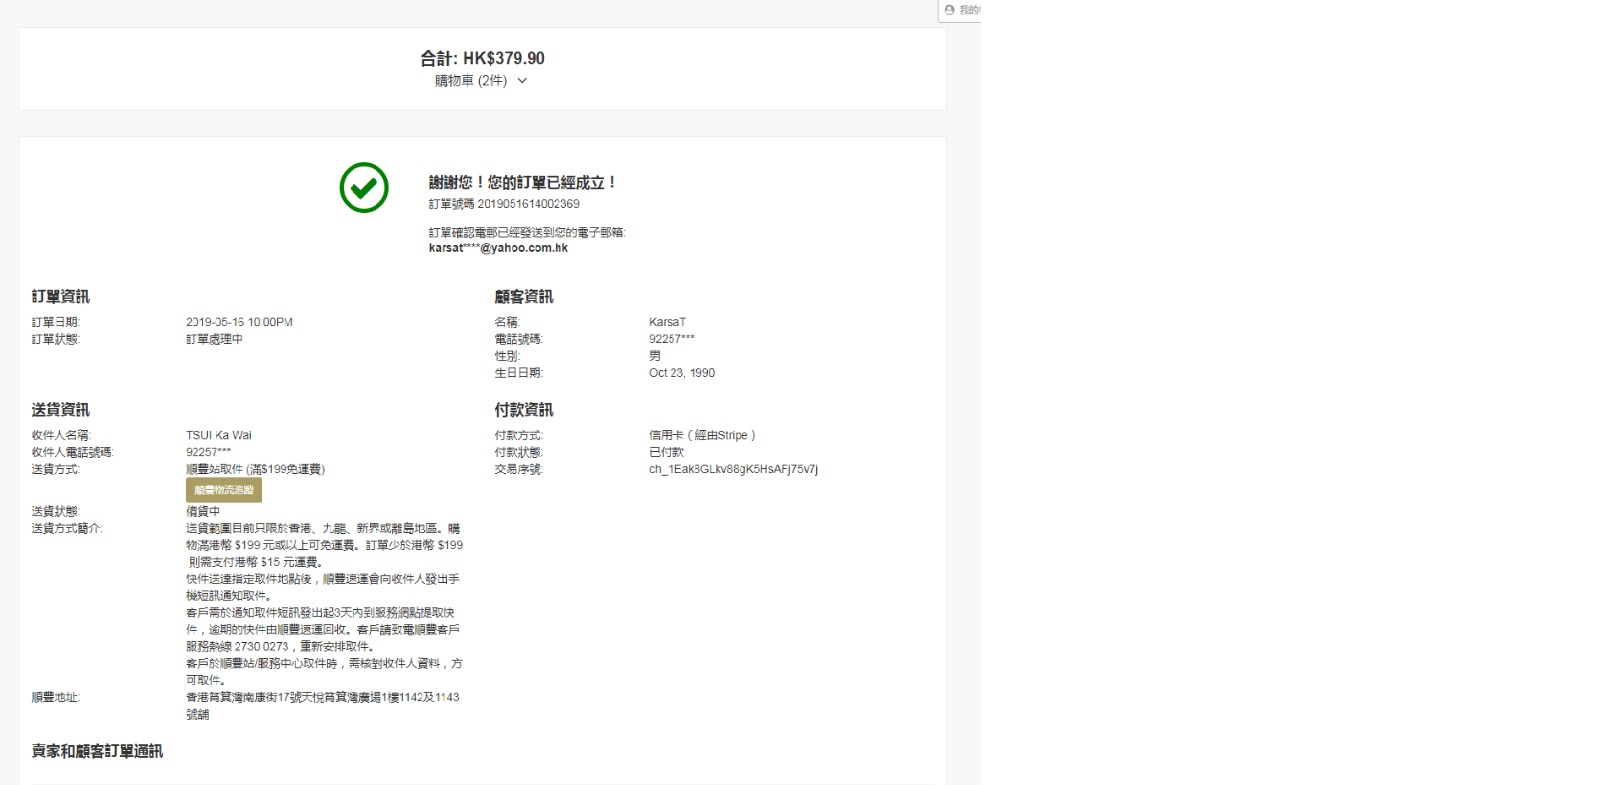 我的
合計: HK$379.90
購物車 (2件)
謝謝您！您的訂單已經成立！
訂單號碼 2019051614002369
訂單確認電郵已經發送到您的電子郵箱:
karsat****@yahoo.com.hk
訂單資訊
訂單日期: 2019-05-16 10:00PM
訂單狀態: 訂單處理中
顧客資訊
名稱: KarsaT
電話號碼: 92257***
性別: 男
生日日期: Oct 23, 1990
送貨資訊
收件人名稱: TSUI Ka Wai
收件人電話號碼: 92257***
送貨方式: 順豐站取件 (滿$199免運費)
順豐物流追蹤
送貨狀態: 備貨中
送貨方式簡介: 送貨範圍目前只限於香港、九龍、新界或離島地區。購
物滿港幣 $199 元或以上可免運費。訂單少於港幣 $199
則需支付港幣 $15 元運費。
快件送達指定取件地點後，順豐速運會向收件人發出手
機短訊通知取件。
客戶需於通知取件短訊發出起3天內到服務網點提取快
件，逾期的快件由順豐速運回收。客戶請致電順豐客戶
服務熱線 2730 0273，重新安排取件。
客戶於順豐站/服務中心取件時，需核對收件人資料，方
可取件。
順豐地址: 香港筲箕灣南康街17號天悅筲箕灣廣場1樓1142及1143
號舖
付款資訊
付款方式: 信用卡（經由Stripe）
付款狀態: 已付款
交易序號: ch_1Eak3GLkv88gK5HsAFj75v7j
賣家和顧客訂單通訊